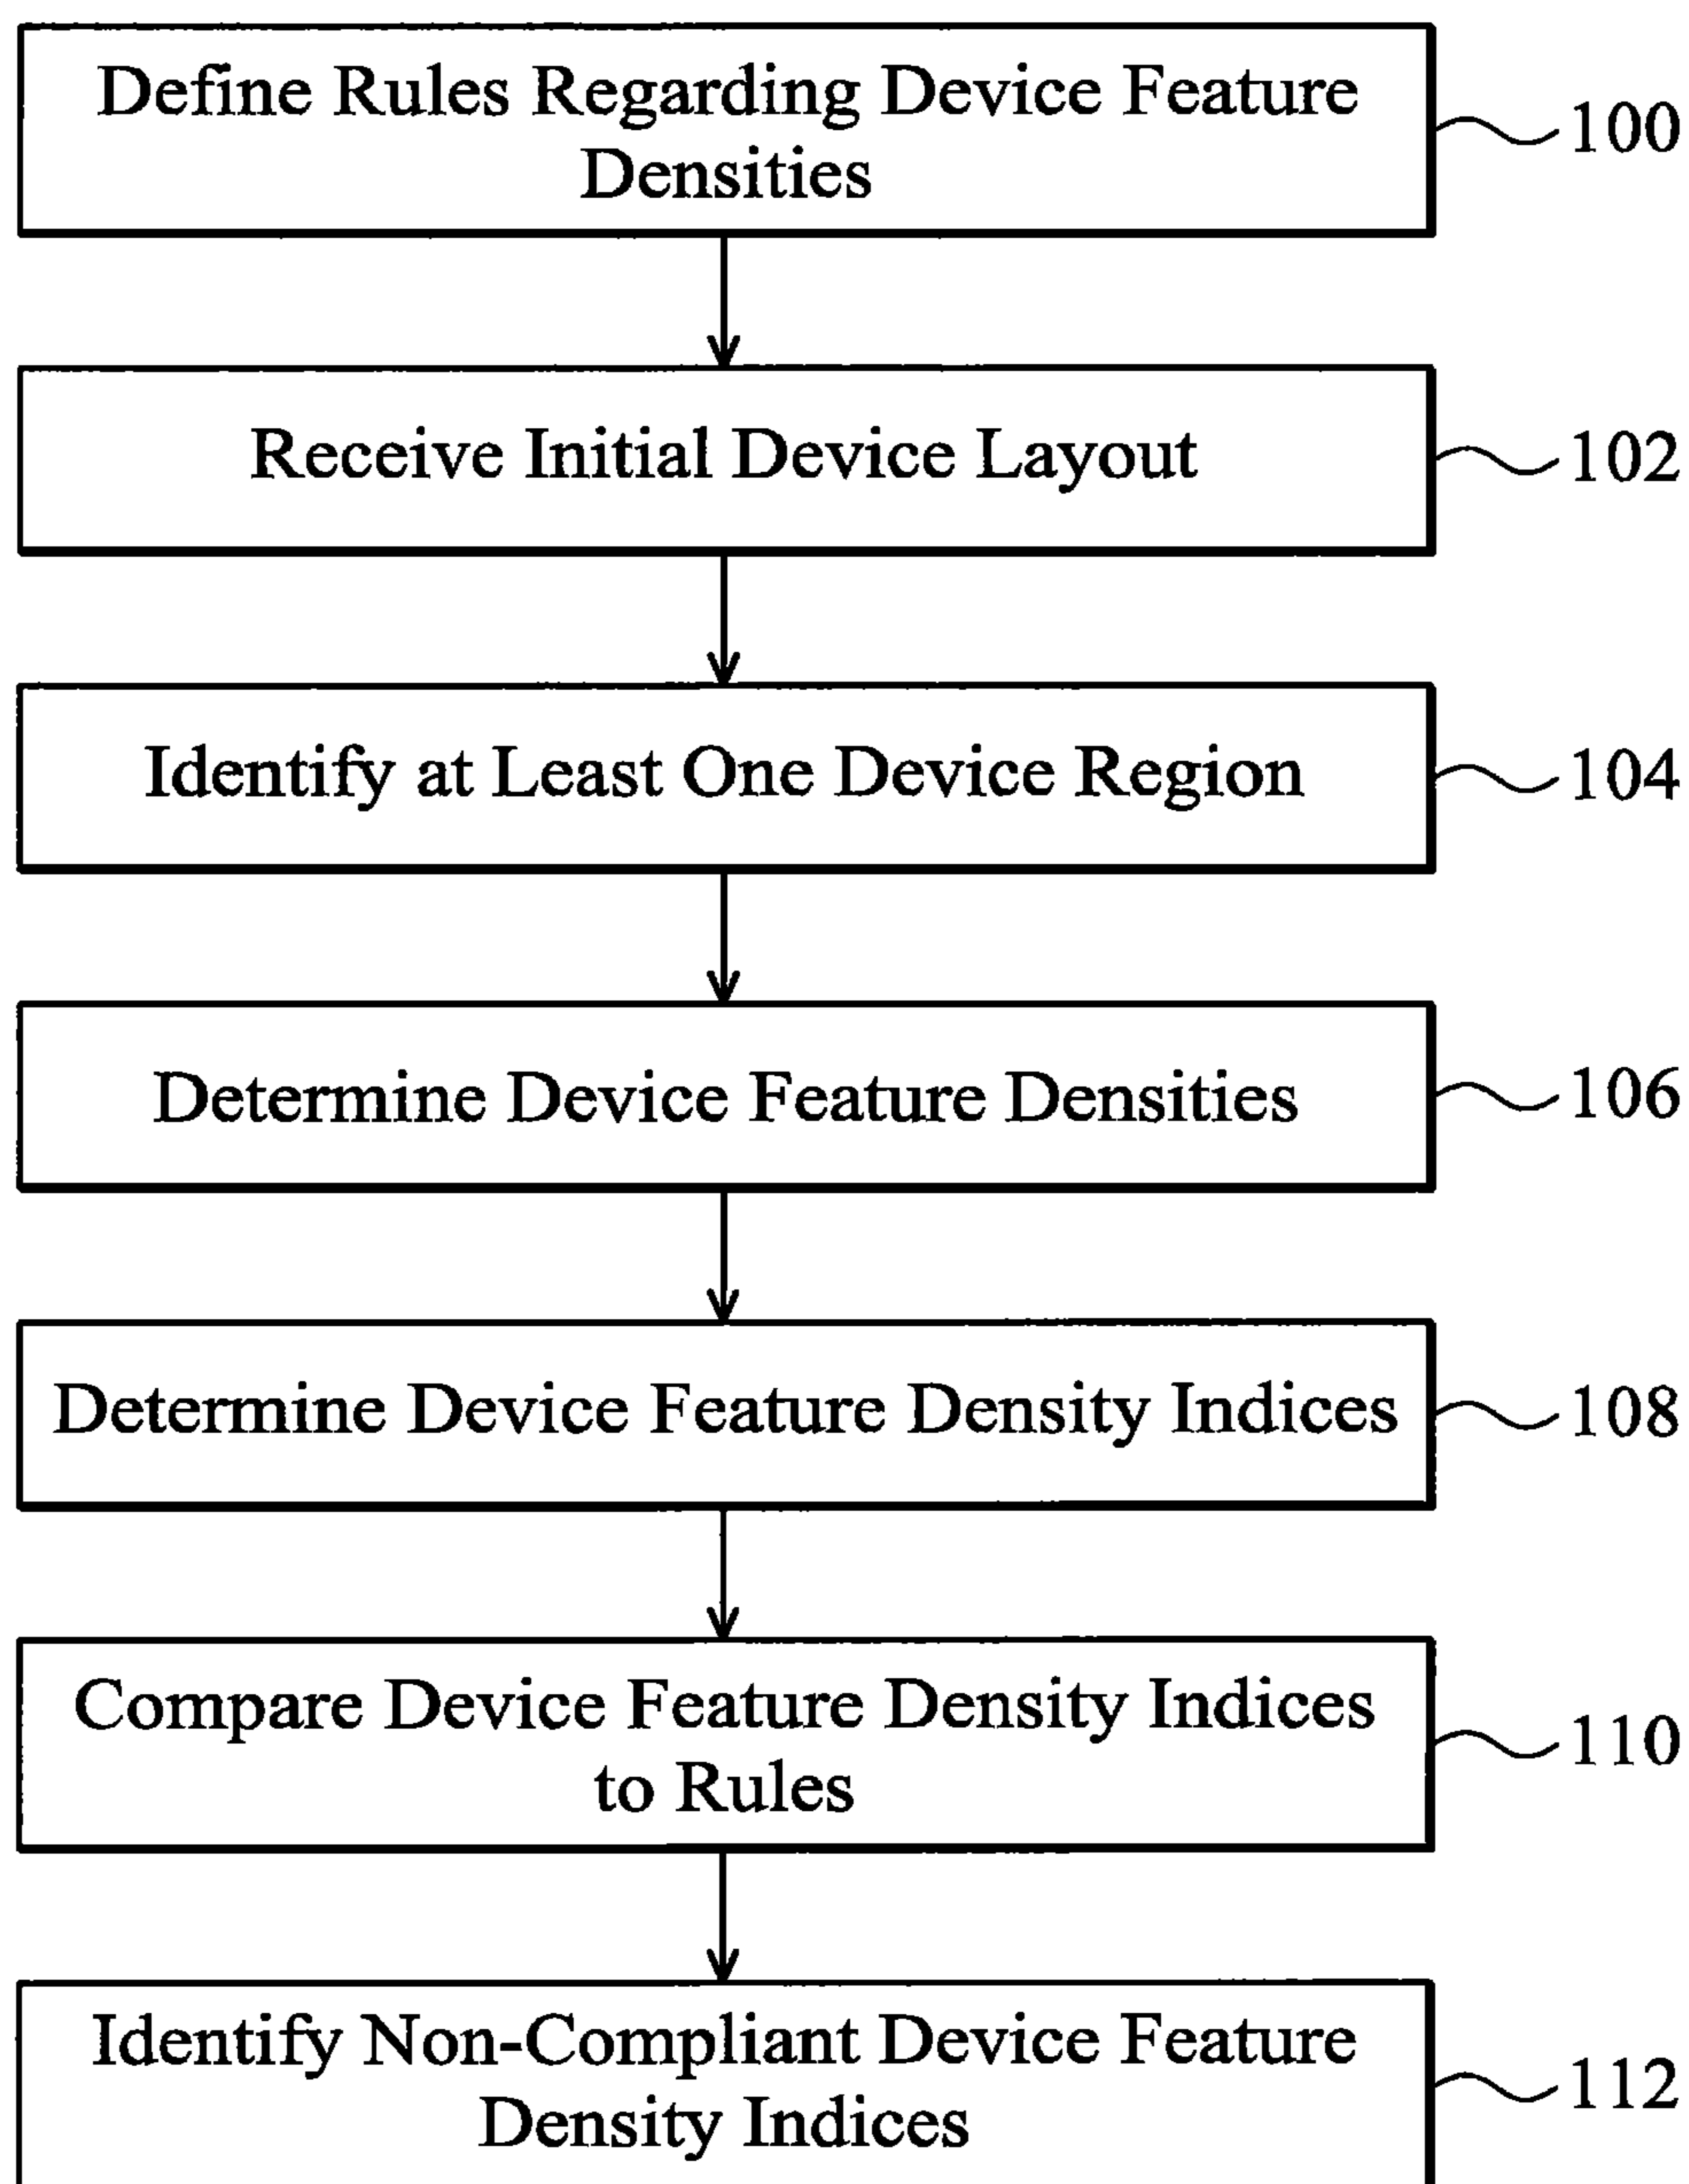 Define Rules Regarding Device Feature
Densities
100
Receive Initial Device Layout
102
Identify at Least One Device Region
104
Determine Device Feature Densities
106
Determine Device Feature Density Indices
108
Compare Device Feature Density Indices
to Rules
110
Identify Non-Compliant Device Feature
Density Indices
112